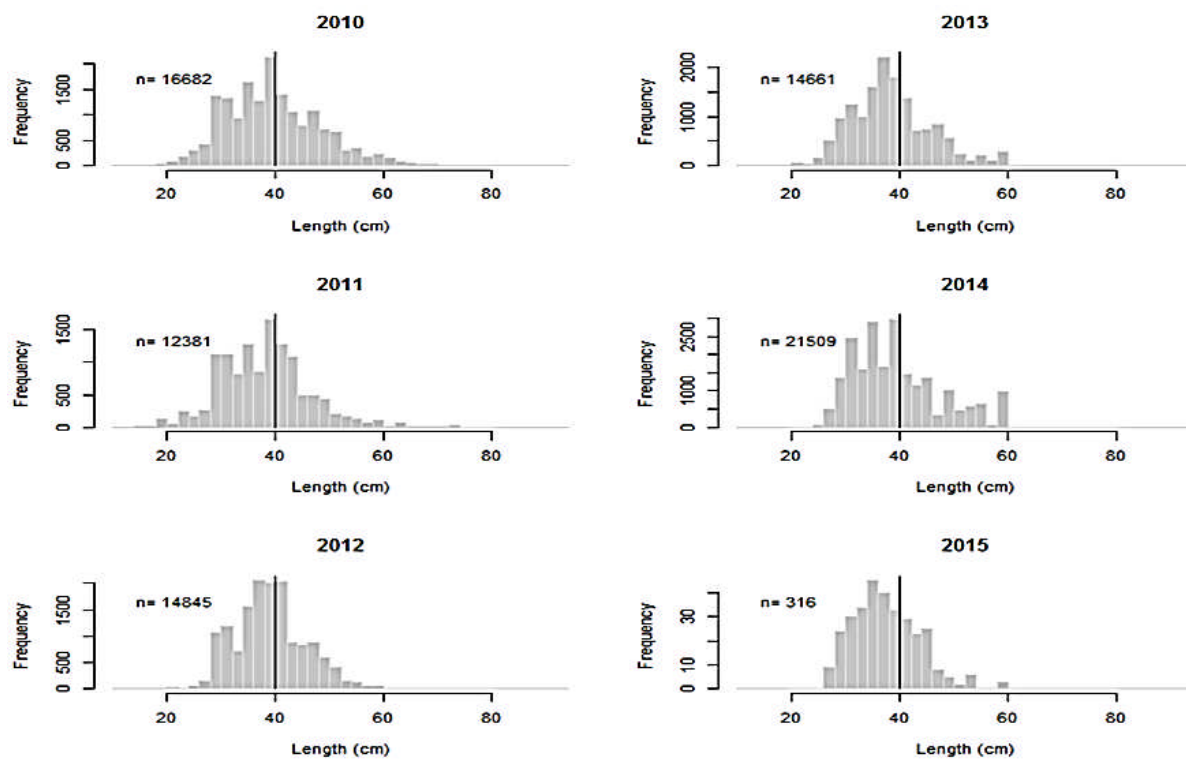 2010
n= 16682
Frequency
0 500 1500
20 40 60 80
Length (cm)
2013
n= 14661
Frequency
0 1000 2000
20 40 60 80
Length (cm)
2011
n= 12381
Frequency
0 500 1500
20 40 60 80
Length (cm)
2014
n= 21509
Frequency
0 1000 2500
20 40 60 80
Length (cm)
2012
n= 14845
Frequency
0 500 1500
20 40 60 80
Length (cm)
2015
n= 316
Frequency
0 10 30
20 40 60 80
Length (cm)